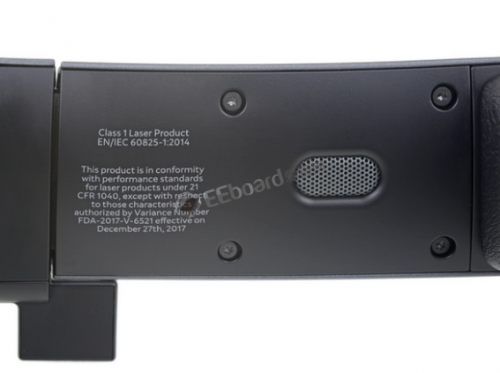 Class 1 Laser Product
EN/IEC 60825-1:2014
This product is in conformity
with performance standards
for laser products under 21
CFR 1040, except with respect
to those characteristics
authorized by Variance Number
FDA-2017-V-6521 effective on
December 27th, 2017
EEboard